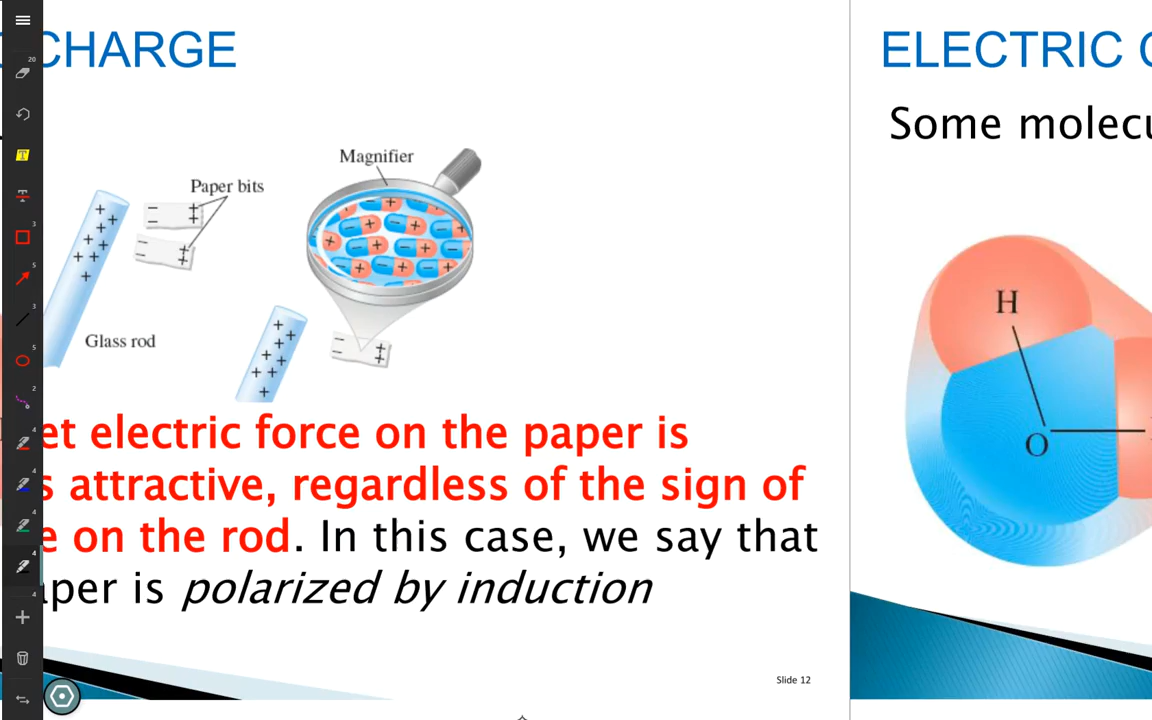 CHARGE
Magnifier
Paper bits
Glass rod
et electric force on the paper is
s attractive, regardless of the sign of
e on the rod. In this case, we say that
aper is polarized by induction
Slide 12
ELECTRIC
Some molecu
H
O